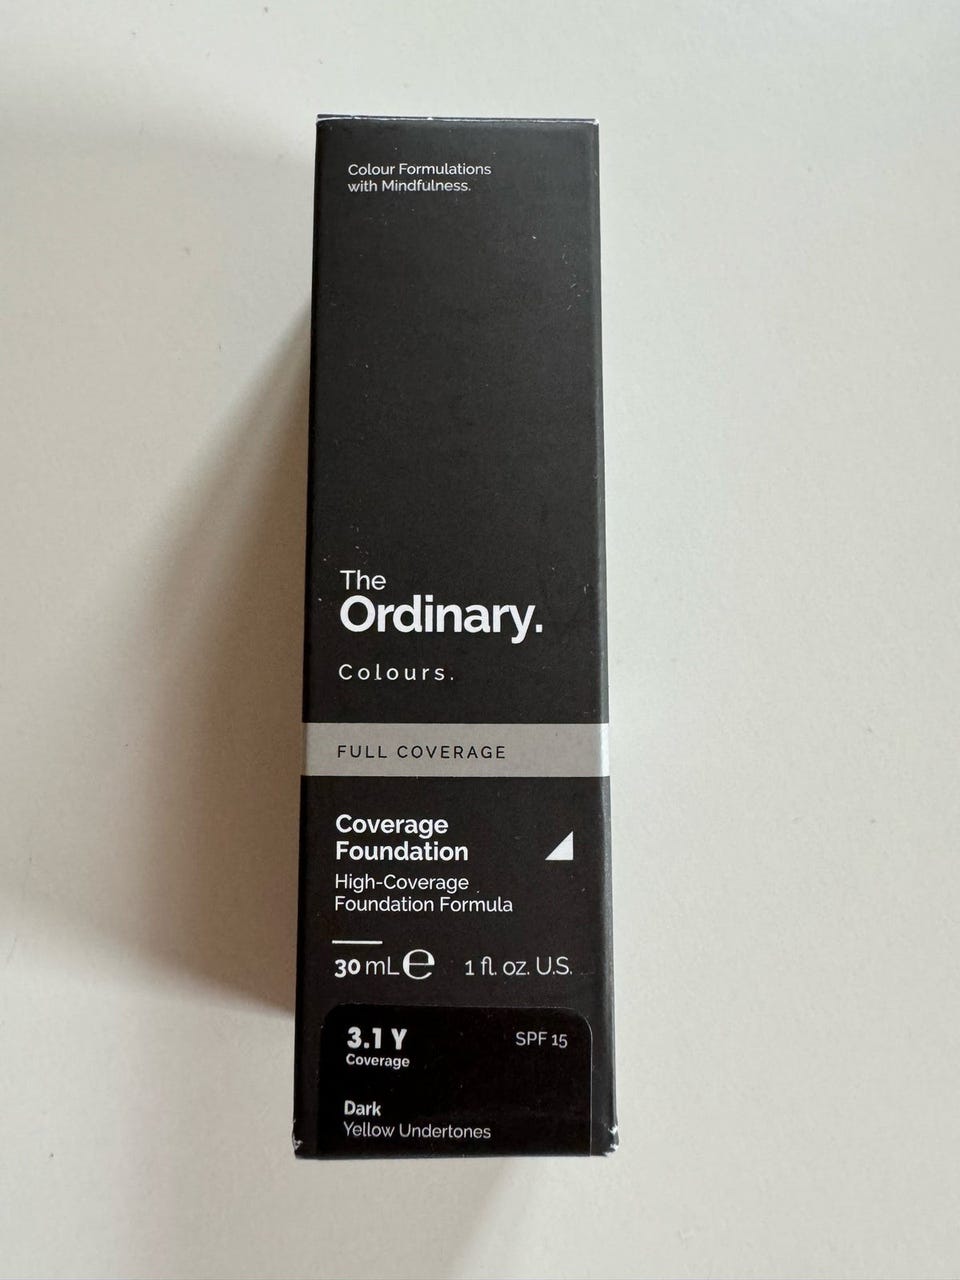 Colour Formulations
with Mindfulness.
The
Ordinary.
Colours.
FULL COVERAGE
Coverage
Foundation
High-Coverage
Foundation Formula
30 mL ℮ 1 fl. oz. U.S.
3.1 Y SPF 15
Coverage
Dark
Yellow Undertones